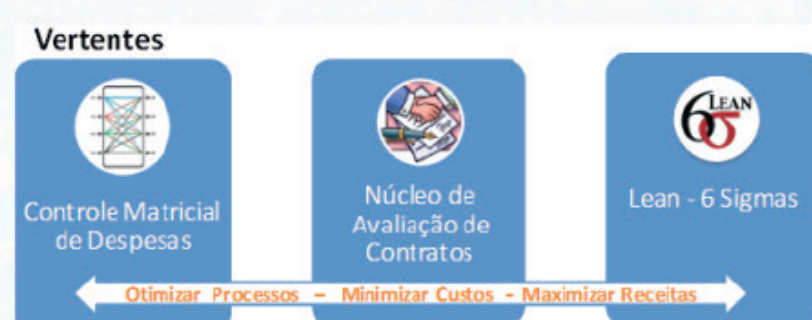 Vertentes
Controle Matricial
de Despesas
Núcleo de
Avaliação de
Contratos
6σ LEAN
Lean - 6 Sigmas
Otimizar Processos – Minimizar Custos - Maximizar Receitas